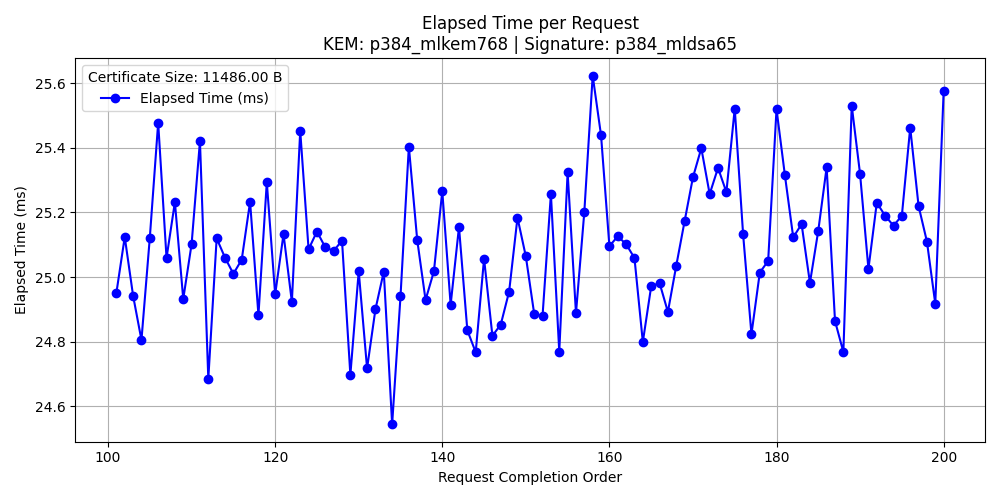 Elapsed Time per Request
KEM: p384_mlkem768 | Signature: p384_mldsa65
Certificate Size: 11486.00 B
Elapsed Time (ms)
Elapsed Time (ms)
25.6
25.4
25.2
25.0
24.8
24.6
100 120 140 160 180 200
Request Completion Order